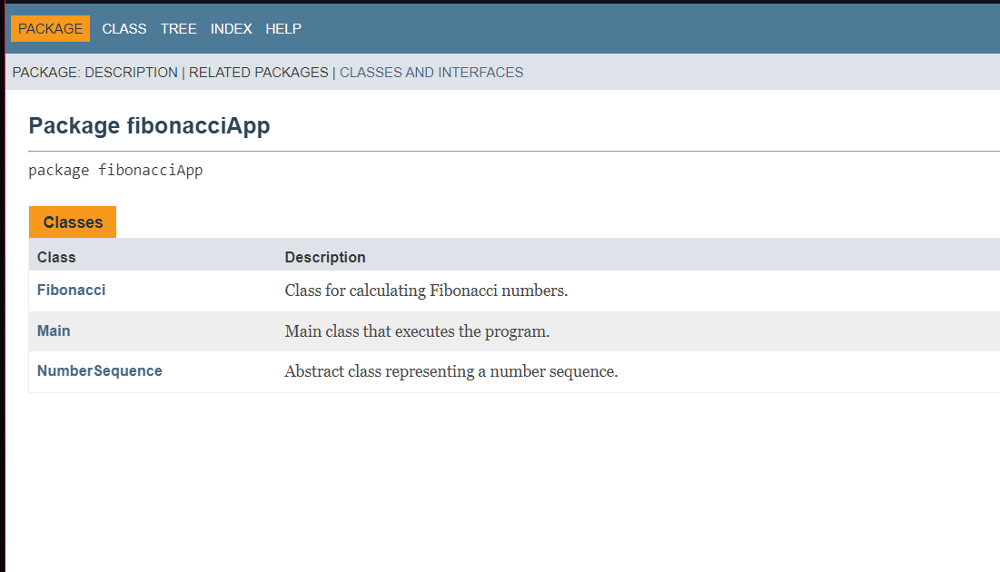 PACKAGE CLASS TREE INDEX HELP
PACKAGE: DESCRIPTION | RELATED PACKAGES | CLASSES AND INTERFACES
Package fibonacciApp
package fibonacciApp
Classes
Class Description
Fibonacci Class for calculating Fibonacci numbers.
Main Main class that executes the program.
NumberSequence Abstract class representing a number sequence.